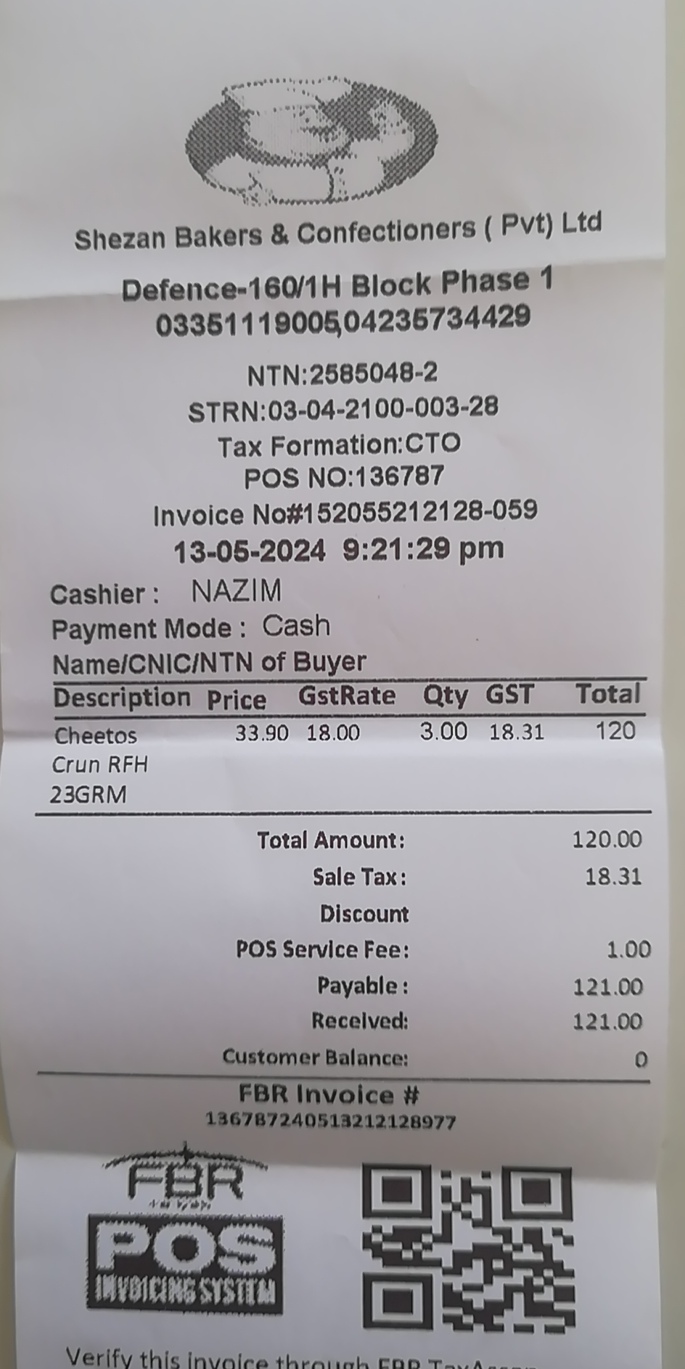 Shezan Bakers & Confectioners ( Pvt) Ltd
Defence-160/1H Block Phase 1
03351119005,04235734429
NTN:2585048-2
STRN:03-04-2100-003-28
Tax Formation:CTO
POS NO:136787
Invoice No#152055212128-059
13-05-2024 9:21:29 pm
Cashier : NAZIM
Payment Mode : Cash
Name/CNIC/NTN of Buyer
Description Price GstRate Qty GST Total
Cheetos 33.90 18.00 3.00 18.31 120
Crun RFH
23GRM
Total Amount: 120.00
Sale Tax: 18.31
Discount
POS Service Fee: 1.00
Payable : 121.00
Received: 121.00
Customer Balance: 0
FBR Invoice #
136787240513212128977
FBR
POS
INVOICING SYSTEM
Verify this invoice through FBR